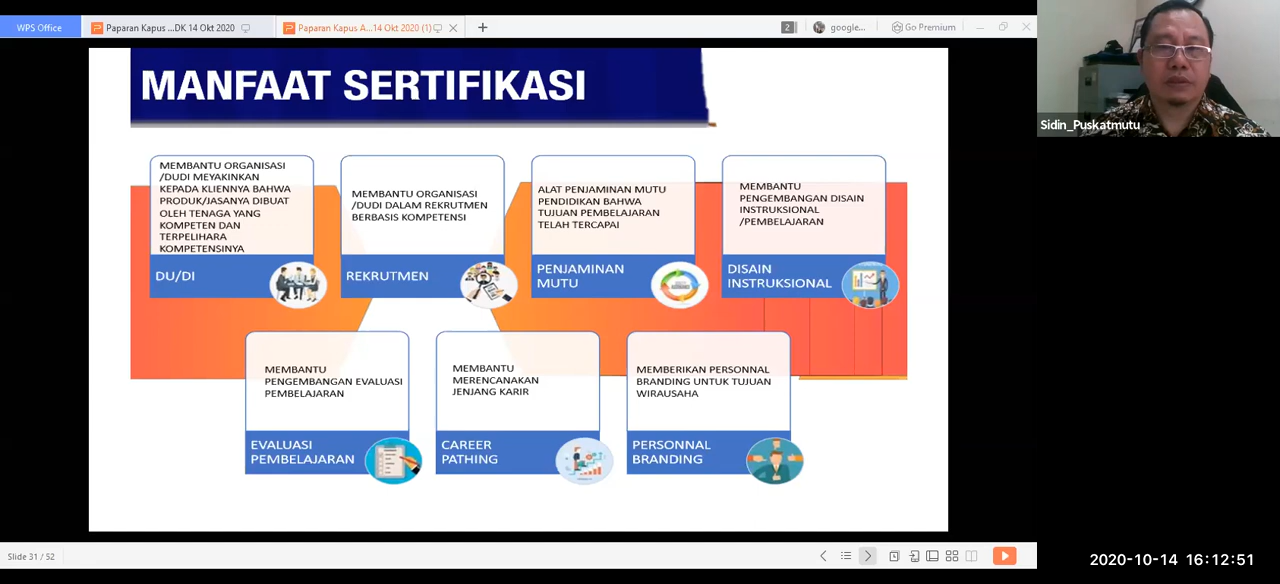 WPS Office
Paparan Kapus ...DK 14 Okt 2020
Paparan Kapus A...14 Okt 2020 (1)
2
google...
Go Premium
Sidin_Puskatmutu
MANFAAT SERTIFIKASI
MEMBANTU ORGANISASI
/DUDI MEYAKINKAN
KEPADA KLIENNYA BAHWA
PRODUK/JASANYA DIBUAT
OLEH TENAGA YANG
KOMPETEN DAN
TERPELIHARA
KOMPETENSINYA
DU/DI
MEMBANTU ORGANISASI
/DUDI DALAM REKRUTMEN
BERBASIS KOMPETENSI
REKRUTMEN
ALAT PENJAMINAN MUTU
PENDIDIKAN BAHWA
TUJUAN PEMBELAJARAN
TELAH TERCAPAI
PENJAMINAN
MUTU
MEMBANTU
PENGEMBANGAN DISAIN
INSTRUKSIONAL
/PEMBELAJARAN
DISAIN
INSTRUKSIONAL
MEMBANTU
PENGEMBANGAN EVALUASI
PEMBELAJARAN
EVALUASI
PEMBELAJARAN
MEMBANTU
MERENCANAKAN
JENJANG KARIR
CAREER
PATHING
MEMBERIKAN PERSONNAL
BRANDING UNTUK TUJUAN
WIRAUSAHA
PERSONNAL
BRANDING
Slide 31 / 52
2020-10-14 16:12:51